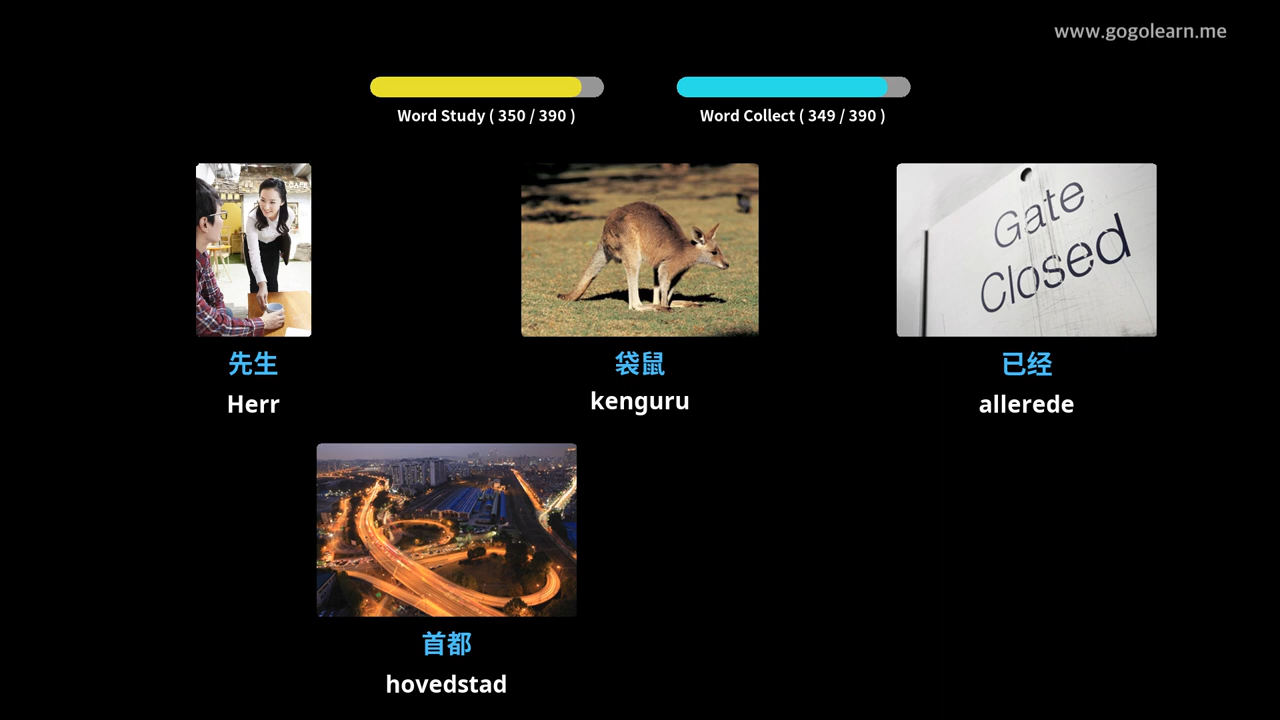 www.gogolearn.me
Word Study ( 350 / 390 )
Word Collect ( 349 / 390 )
Gate
Closed
先生
Herr
袋鼠
kenguru
已经
allerede
首都
hovedstad